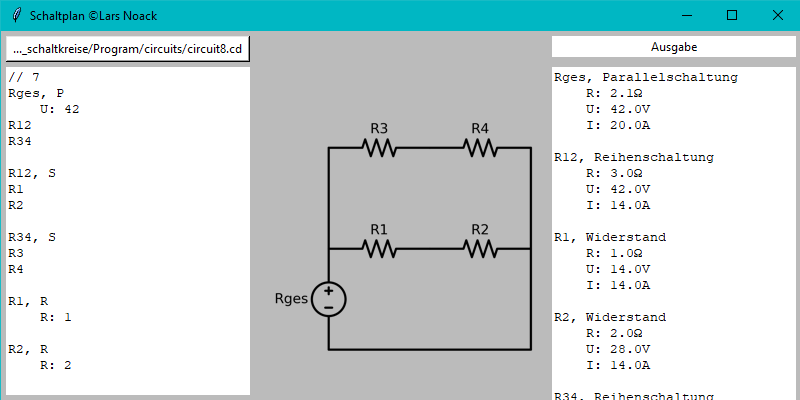 Schaltplan ©Lars Noack
..._schaltkreise/Program/circuits/circuit8.cd
// 7
Rges, P
U: 42
R12
R34
R12, S
R1
R2
R34, S
R3
R4
R1, R
R: 1
R2, R
R: 2
R3
R4
R1
R2
Rges
+
−
Ausgabe
Rges, Parallelschaltung
R: 2.1Ω
U: 42.0V
I: 20.0A
R12, Reihenschaltung
R: 3.0Ω
U: 42.0V
I: 14.0A
R1, Widerstand
R: 1.0Ω
U: 14.0V
I: 14.0A
R2, Widerstand
R: 2.0Ω
U: 28.0V
I: 14.0A
R34, Reihenschaltung